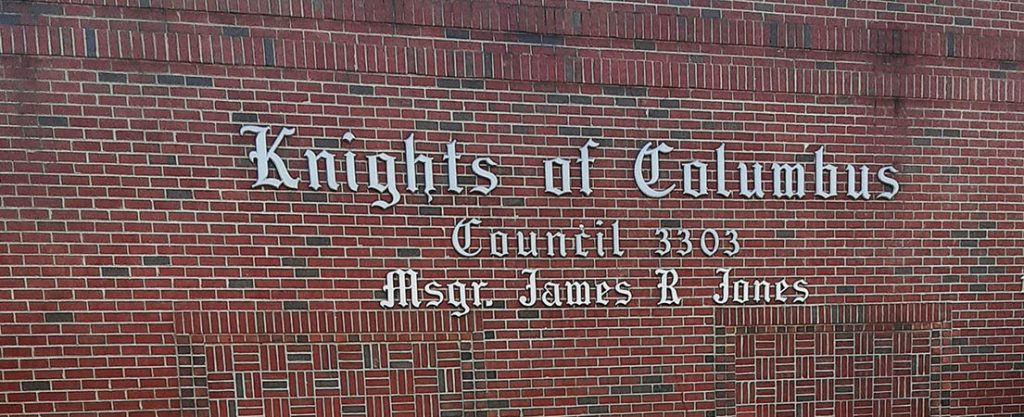 Knights of Columbus
Council 3303
Msgr. James R Jones